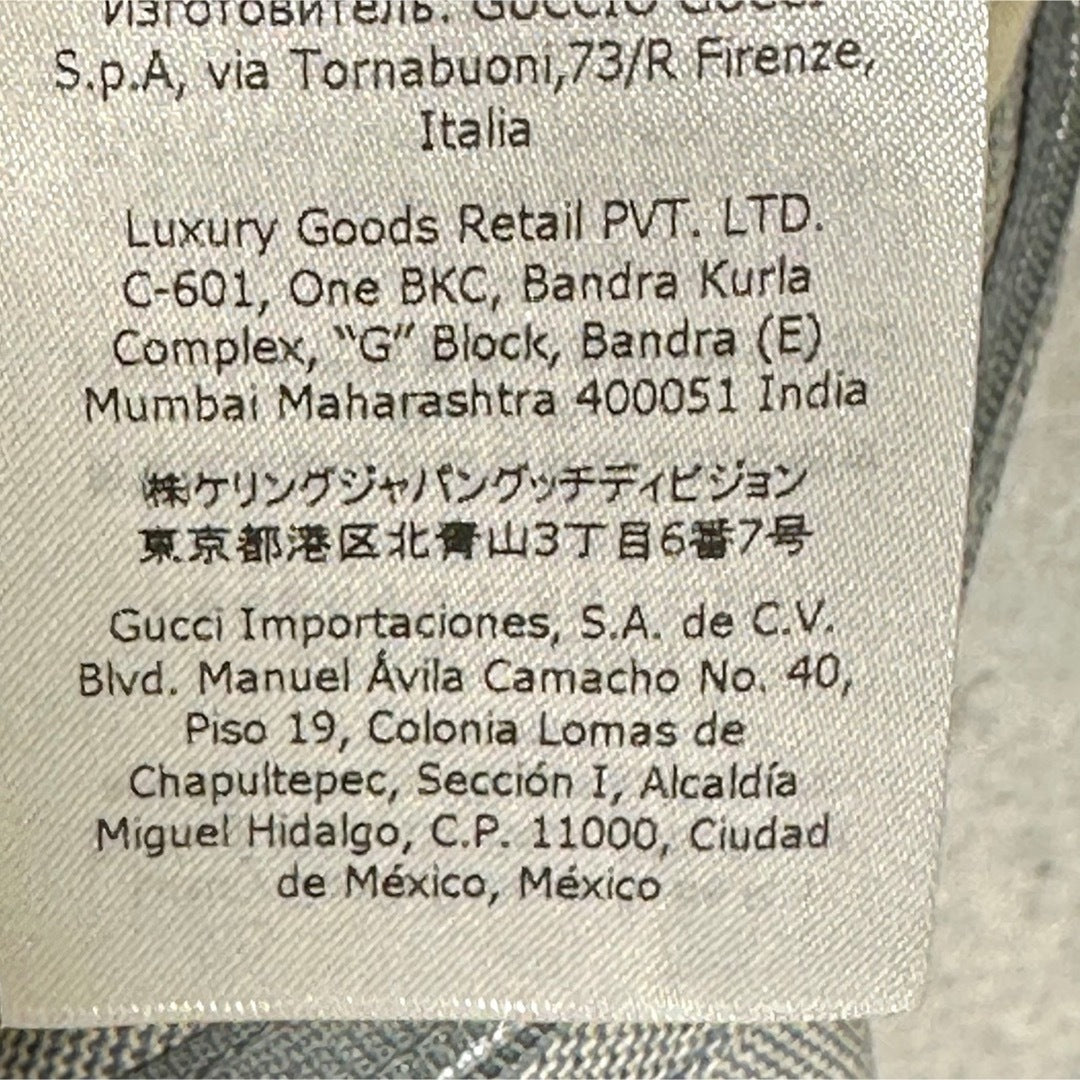 Изготовитель: GUCCIO GUCCI
S.p.A, via Tornabuoni,73/R Firenze,
Italia
Luxury Goods Retail PVT. LTD.
C-601, One BKC, Bandra Kurla
Complex, “G” Block, Bandra (E)
Mumbai Maharashtra 400051 India
㈱ケリングジャパングッチディビジョン
東京都港区北青山3丁目6番7号
Gucci Importaciones, S.A. de C.V.
Blvd. Manuel Ávila Camacho No. 40,
Piso 19, Colonia Lomas de
Chapultepec, Sección I, Alcaldía
Miguel Hidalgo, C.P. 11000, Ciudad
de México, México